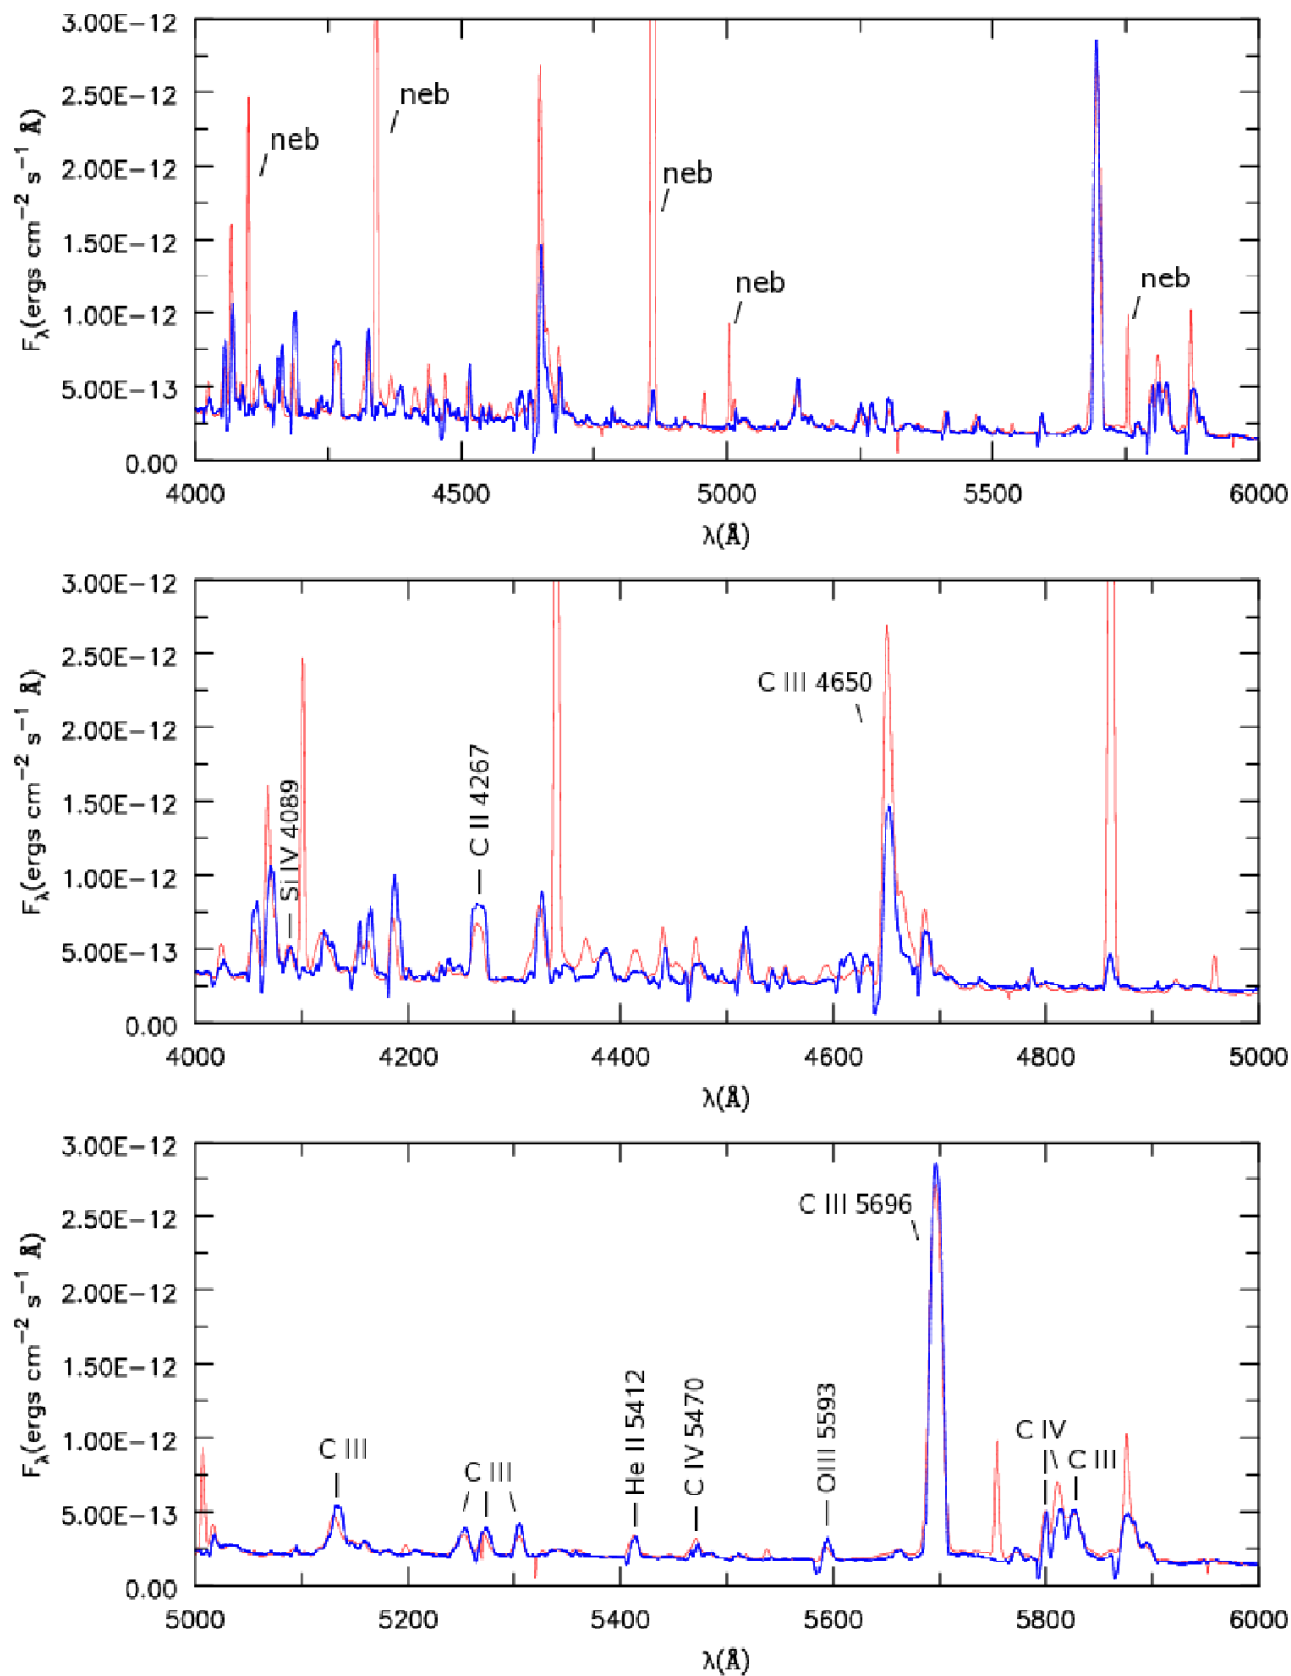 3.00E−12
2.50E−12
2.00E−12
1.50E−12
1.00E−12
5.00E−13
0.00
Fλ(ergs cm−2 s−1 Å)
neb
neb
neb
neb
neb
4000
4500
5000
5500
6000
λ(Å)
3.00E−12
2.50E−12
2.00E−12
1.50E−12
1.00E−12
5.00E−13
0.00
Fλ(ergs cm−2 s−1 Å)
Si IV 4089
C II 4267
C III 4650
4000
4200
4400
4600
4800
5000
λ(Å)
3.00E−12
2.50E−12
2.00E−12
1.50E−12
1.00E−12
5.00E−13
0.00
Fλ(ergs cm−2 s−1 Å)
C III
C III
He II 5412
C IV 5470
OIII 5593
C III 5696
C IV
C III
5000
5200
5400
5600
5800
6000
λ(Å)